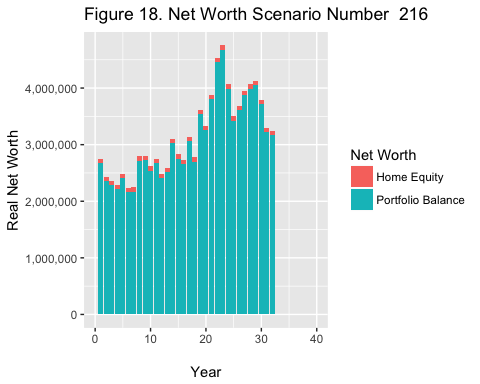 Figure 18. Net Worth Scenario Number  216
Real Net Worth
4,000,000
3,000,000
2,000,000
1,000,000
0
0 10 20 30 40
Year
Net Worth
Home Equity
Portfolio Balance